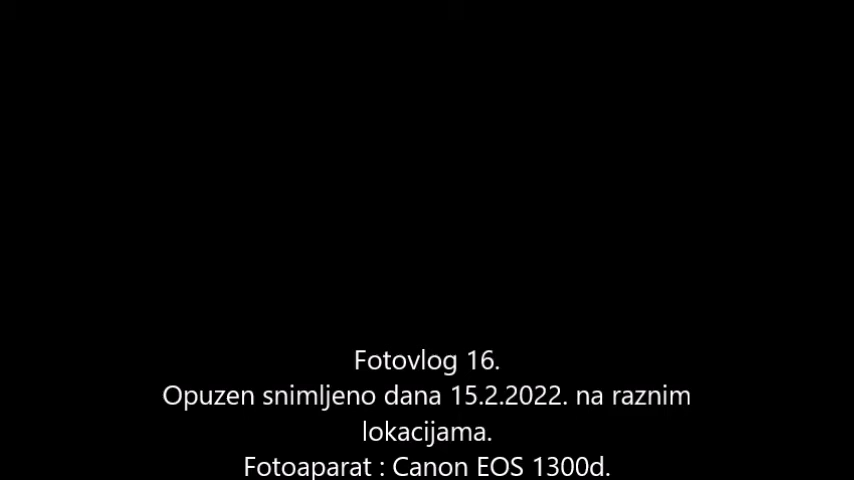 Fotovlog 16.
Opuzen snimljeno dana 15.2.2022. na raznim
lokacijama.
Fotoaparat : Canon EOS 1300d.